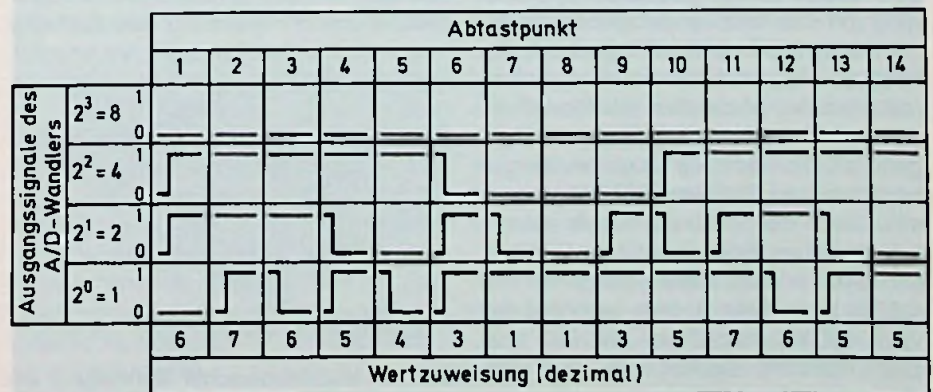 Abtastpunkt
1 2 3 4 5 6 7 8 9 10 11 12 13 14
Ausgangssignale des
A/D-Wandlers
2³ = 8 1
0
2² = 4 1
0
2¹ = 2 1
0
2⁰ = 1 1
0
6 7 6 5 4 3 1 1 3 5 7 6 5 5
Wertzuweisung (dezimal)